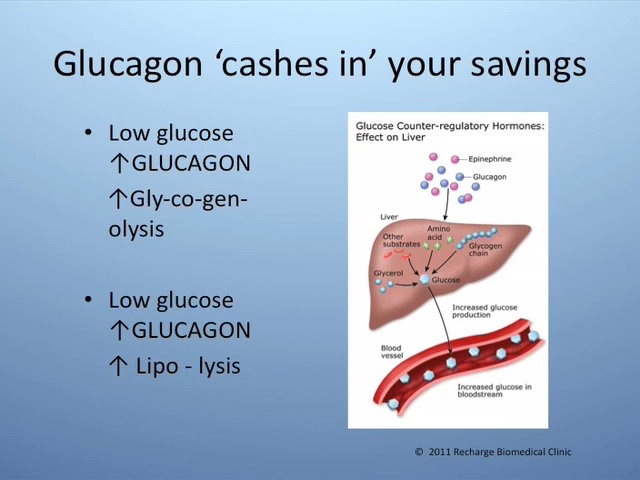 Glucagon ‘cashes in’ your savings
• Low glucose
↑GLUCAGON
↑Gly-co-gen-
olysis
• Low glucose
↑GLUCAGON
↑ Lipo - lysis
Glucose Counter-regulatory Hormones:
Effect on Liver
Epinephrine
Glucagon
Liver
Amino
acid
Other
substrates
Glycogen
chain
Glycerol
Glucose
Increased glucose
production
Blood
vessel
Increased glucose in
bloodstream
© 2011 Recharge Biomedical Clinic